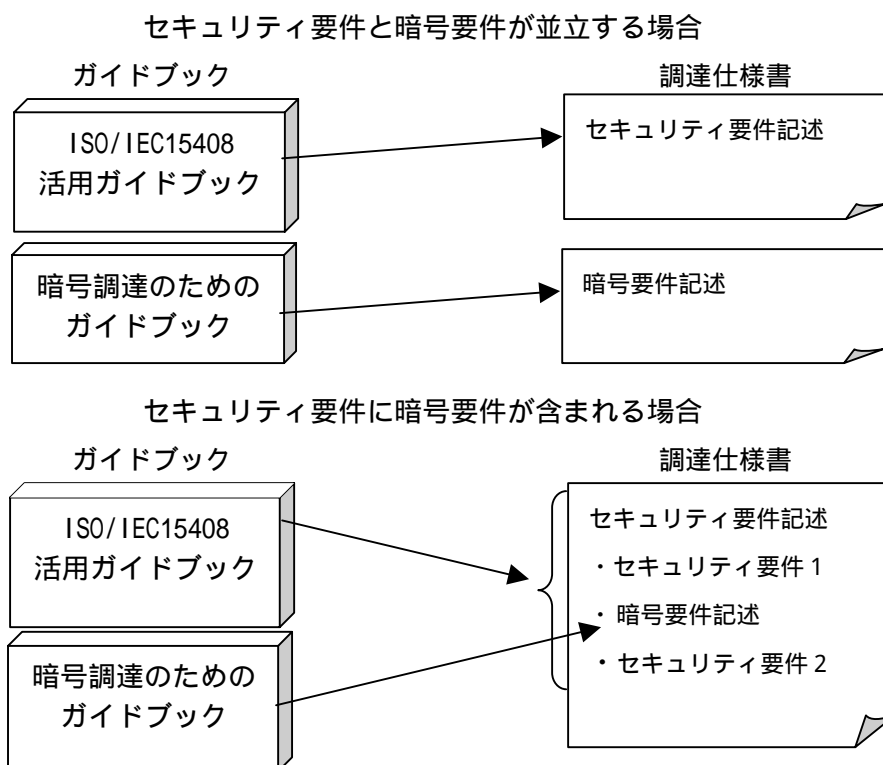 セキュリティ要件と暗号要件が並立する場合
ガイドブック
調達仕様書
ISO/IEC15408
活用ガイドブック
セキュリティ要件記述
暗号調達のための
ガイドブック
暗号要件記述
セキュリティ要件に暗号要件が含まれる場合
ガイドブック
調達仕様書
ISO/IEC15408
活用ガイドブック
セキュリティ要件記述
・セキュリティ要件1
・暗号要件記述
・セキュリティ要件2
暗号調達のための
ガイドブック